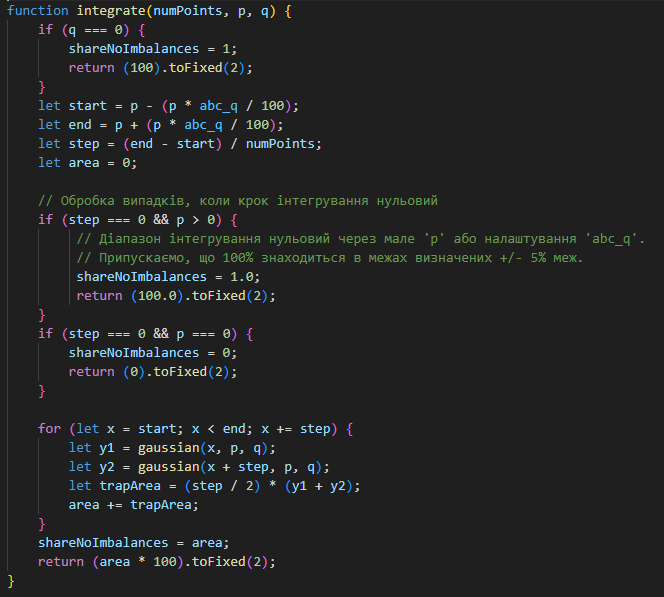 function integrate(numPoints, p, q) {
if (q === 0) {
shareNoImbalances = 1;
return (100).toFixed(2);
}
let start = p - (p * abc_q / 100);
let end = p + (p * abc_q / 100);
let step = (end - start) / numPoints;
let area = 0;
// Обробка випадків, коли крок інтегрування нульовий
if (step === 0 && p > 0) {
// Діапазон інтегрування нульовий через мале 'p' або налаштування 'abc_q'.
// Припускаємо, що 100% знаходиться в межах визначених +/- 5% меж.
shareNoImbalances = 1.0;
return (100.0).toFixed(2);
}
if (step === 0 && p === 0) {
shareNoImbalances = 0;
return (0).toFixed(2);
}
for (let x = start; x < end; x += step) {
let y1 = gaussian(x, p, q);
let y2 = gaussian(x + step, p, q);
let trapArea = (step / 2) * (y1 + y2);
area += trapArea;
}
shareNoImbalances = area;
return (area * 100).toFixed(2);
}